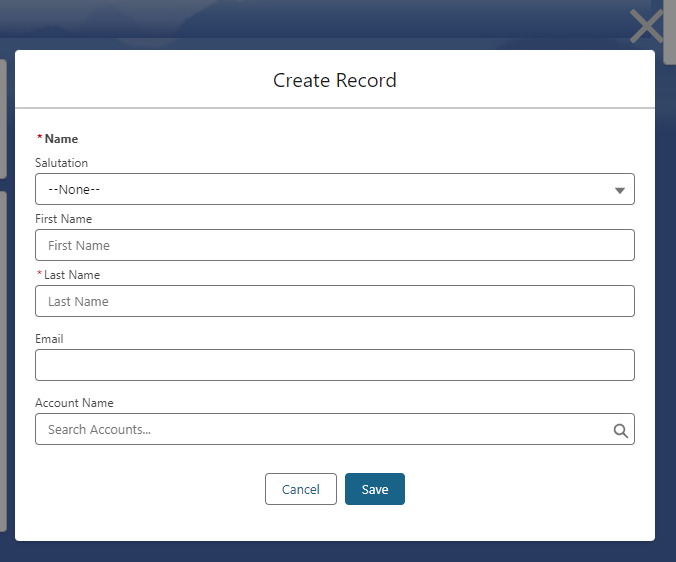 Create Record
* Name
Salutation
--None--
First Name
First Name
* Last Name
Last Name
Email
Account Name
Search Accounts...
Cancel Save